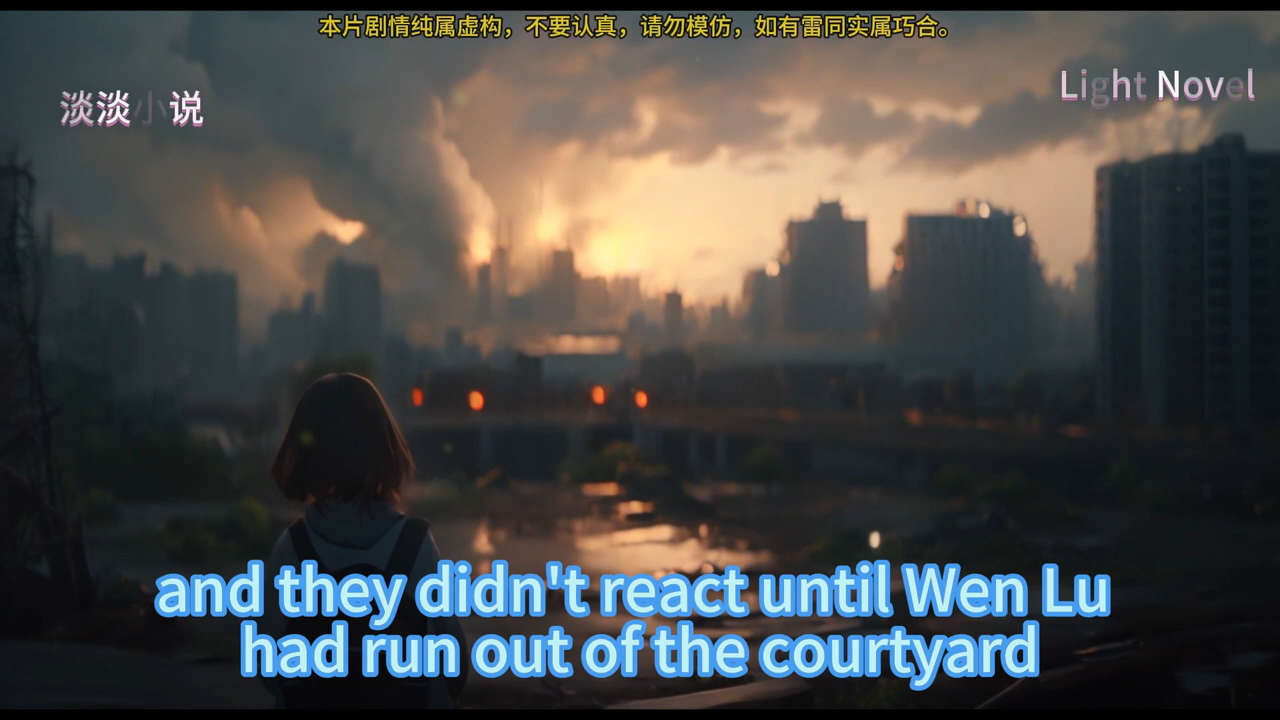 本片剧情纯属虚构，不要认真，请勿模仿，如有雷同实属巧合。
淡淡小说
Light Novel
and they didn't react until Wen Lu
had run out of the courtyard